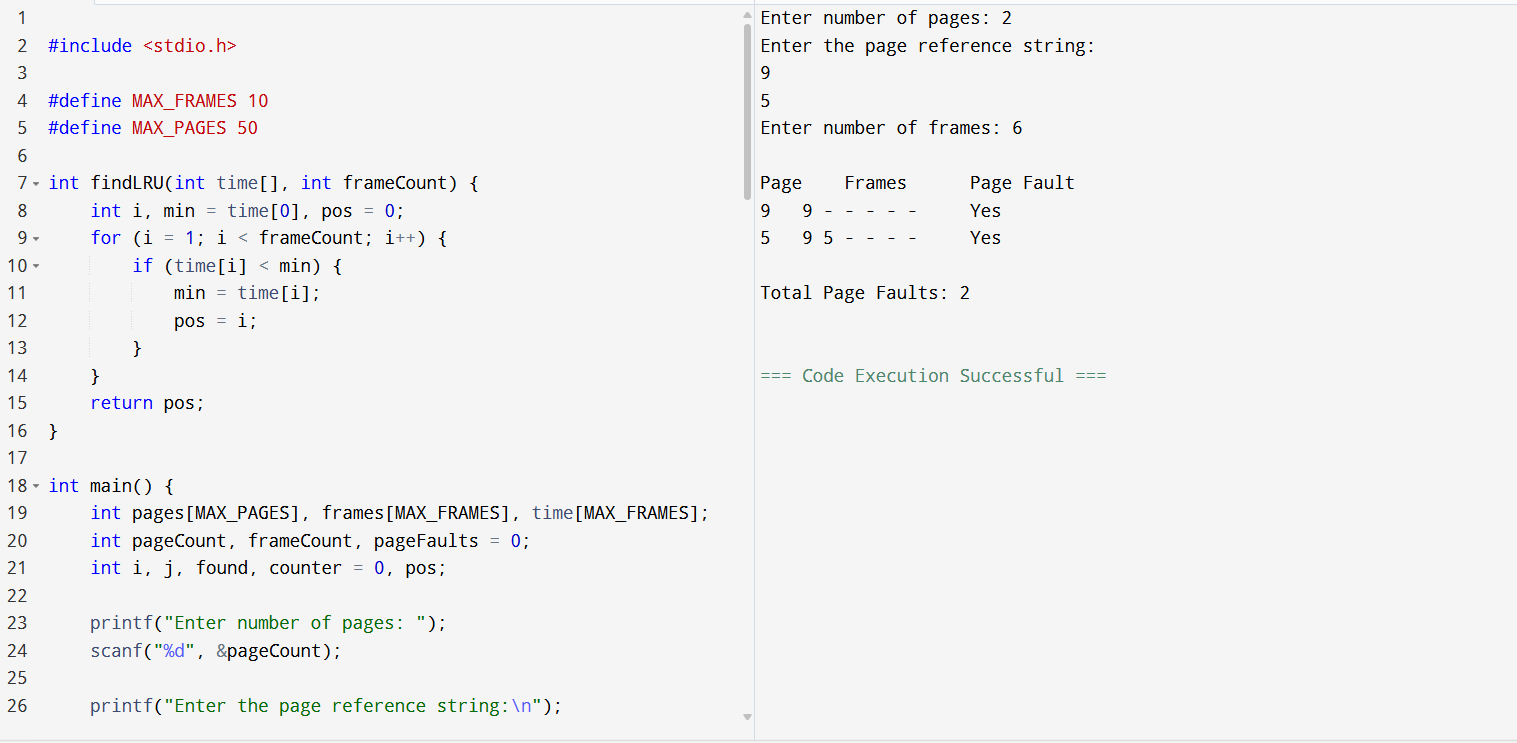 1
2 #include <stdio.h>
3
4 #define MAX_FRAMES 10
5 #define MAX_PAGES 50
6
7 int findLRU(int time[], int frameCount) {
8     int i, min = time[0], pos = 0;
9     for (i = 1; i < frameCount; i++) {
10         if (time[i] < min) {
11             min = time[i];
12             pos = i;
13         }
14     }
15     return pos;
16 }
17
18 int main() {
19     int pages[MAX_PAGES], frames[MAX_FRAMES], time[MAX_FRAMES];
20     int pageCount, frameCount, pageFaults = 0;
21     int i, j, found, counter = 0, pos;
22
23     printf("Enter number of pages: ");
24     scanf("%d", &pageCount);
25
26     printf("Enter the page reference string:\n");
Enter number of pages: 2
Enter the page reference string:
9
5
Enter number of frames: 6
Page    Frames      Page Fault
9   9 - - - - -     Yes
5   9 5 - - - -     Yes
Total Page Faults: 2
=== Code Execution Successful ===